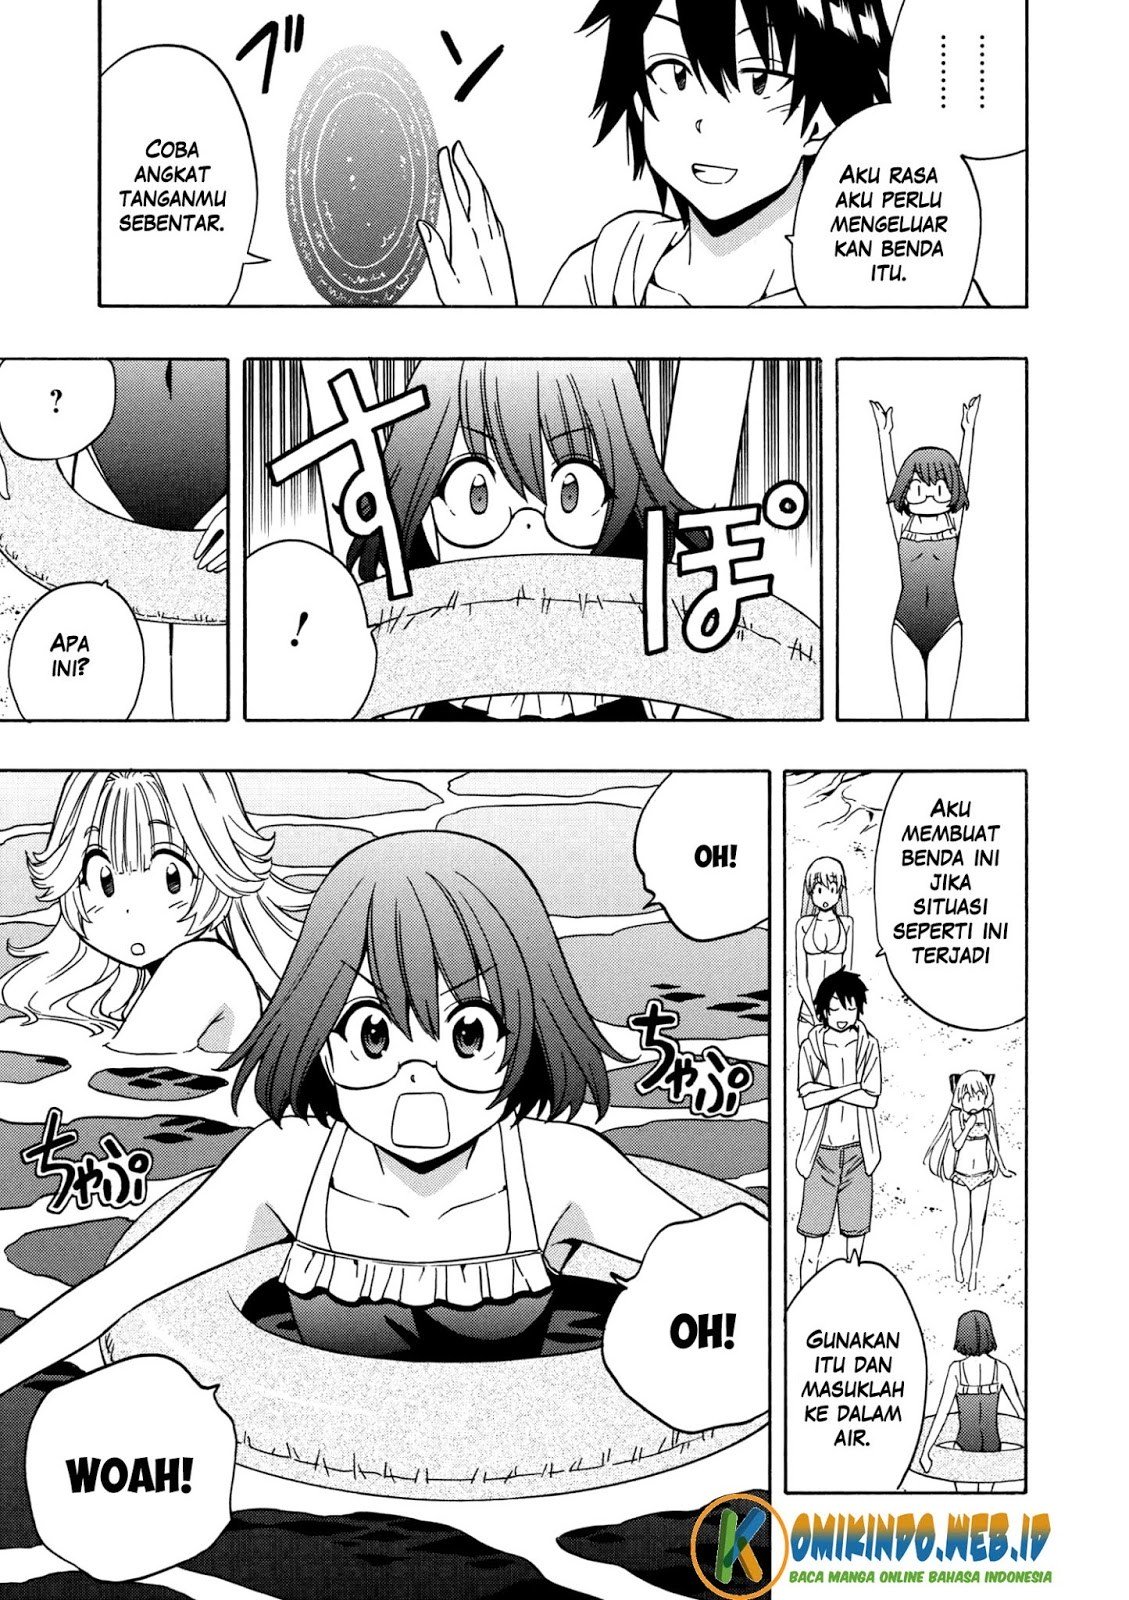 ........
AKU RASA
AKU PERLU
MENGELUAR
KAN BENDA
ITU.
ブン
COBA
ANGKAT
TANGANMU
SEBENTAR.
すぽ
!
?
APA
INI?
AKU
MEMBUAT
BENDA INI
JIKA
SITUASI
SEPERTI INI
TERJADI
GUNAKAN
ITU DAN
MASUKLAH
KE DALAM
AIR.
OH!
ちゃぷ
OH!
ちゃぷ
WOAH!
KOMIKINDO.WEB.ID
BACA MANGA ONLINE BAHASA INDONESIA